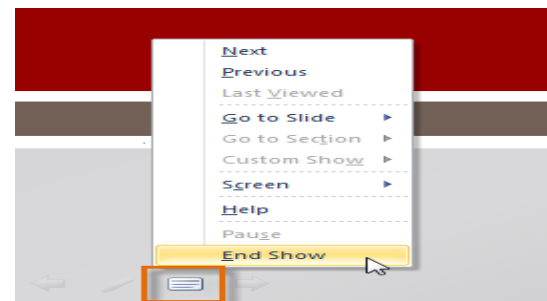 Next
Previous
Last Viewed
Go to Slide
Go to Section
Custom Show
Screen
Help
Pause
End Show